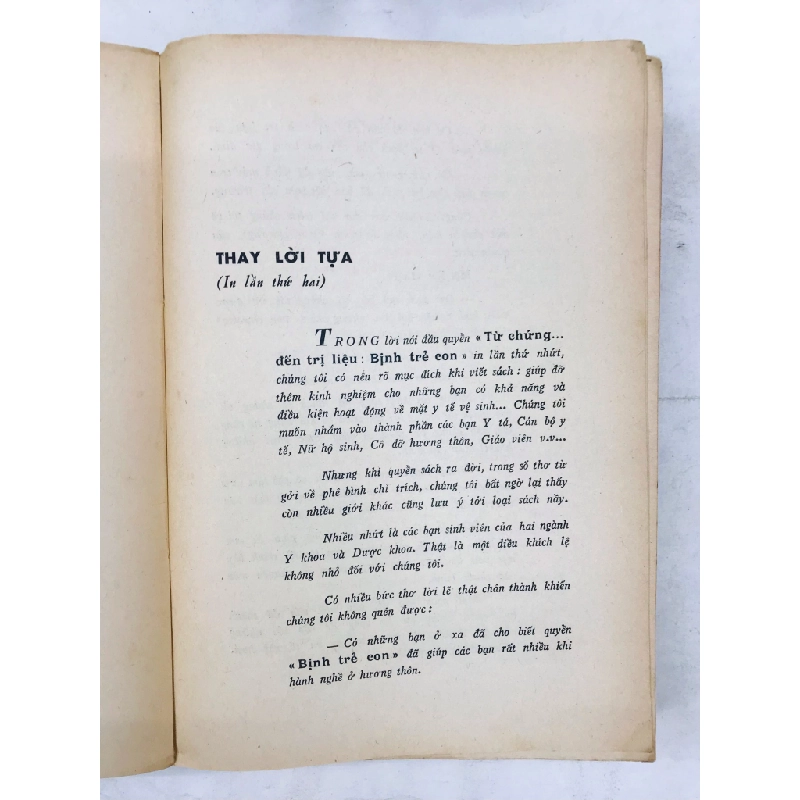 THAY LỜI TỰA
(In lần thứ hai)
TRONG lời nói đầu quyền «Từ chứng...
đến trị liệu: Bịnh trẻ con» in lần thứ nhứt,
chúng tôi có nêu rõ mục đích khi viết sách: giúp đỡ
thêm kinh nghiệm cho những bạn có khả năng và
điều kiện hoạt động về mặt y tế vệ sinh... Chúng tôi
muốn nhắm vào thành phần các bạn Y tá, Cán bộ y
tế, Nữ hộ sinh, Cô đỡ hương thôn, Giáo viên v.v...
Nhưng khi quyền sách ra đời, trong số thơ từ
gởi về phê bình chỉ trích, chúng tôi bất ngờ lại thấy
còn nhiều giới khác cũng lưu ý tới loại sách nầy.
Nhiều nhứt là các bạn sinh viên của hai ngành
Y khoa và Dược khoa. Thật là một điều khích lệ
không nhỏ đối với chúng tôi.
Có nhiều bức thơ lời lẽ thật chân thành khiến
chúng tôi không quên được:
— Có những bạn ở xa đã cho biết quyền
«Bịnh trẻ con» đã giúp các bạn rất nhiều khi
hành nghề ở hương thôn.